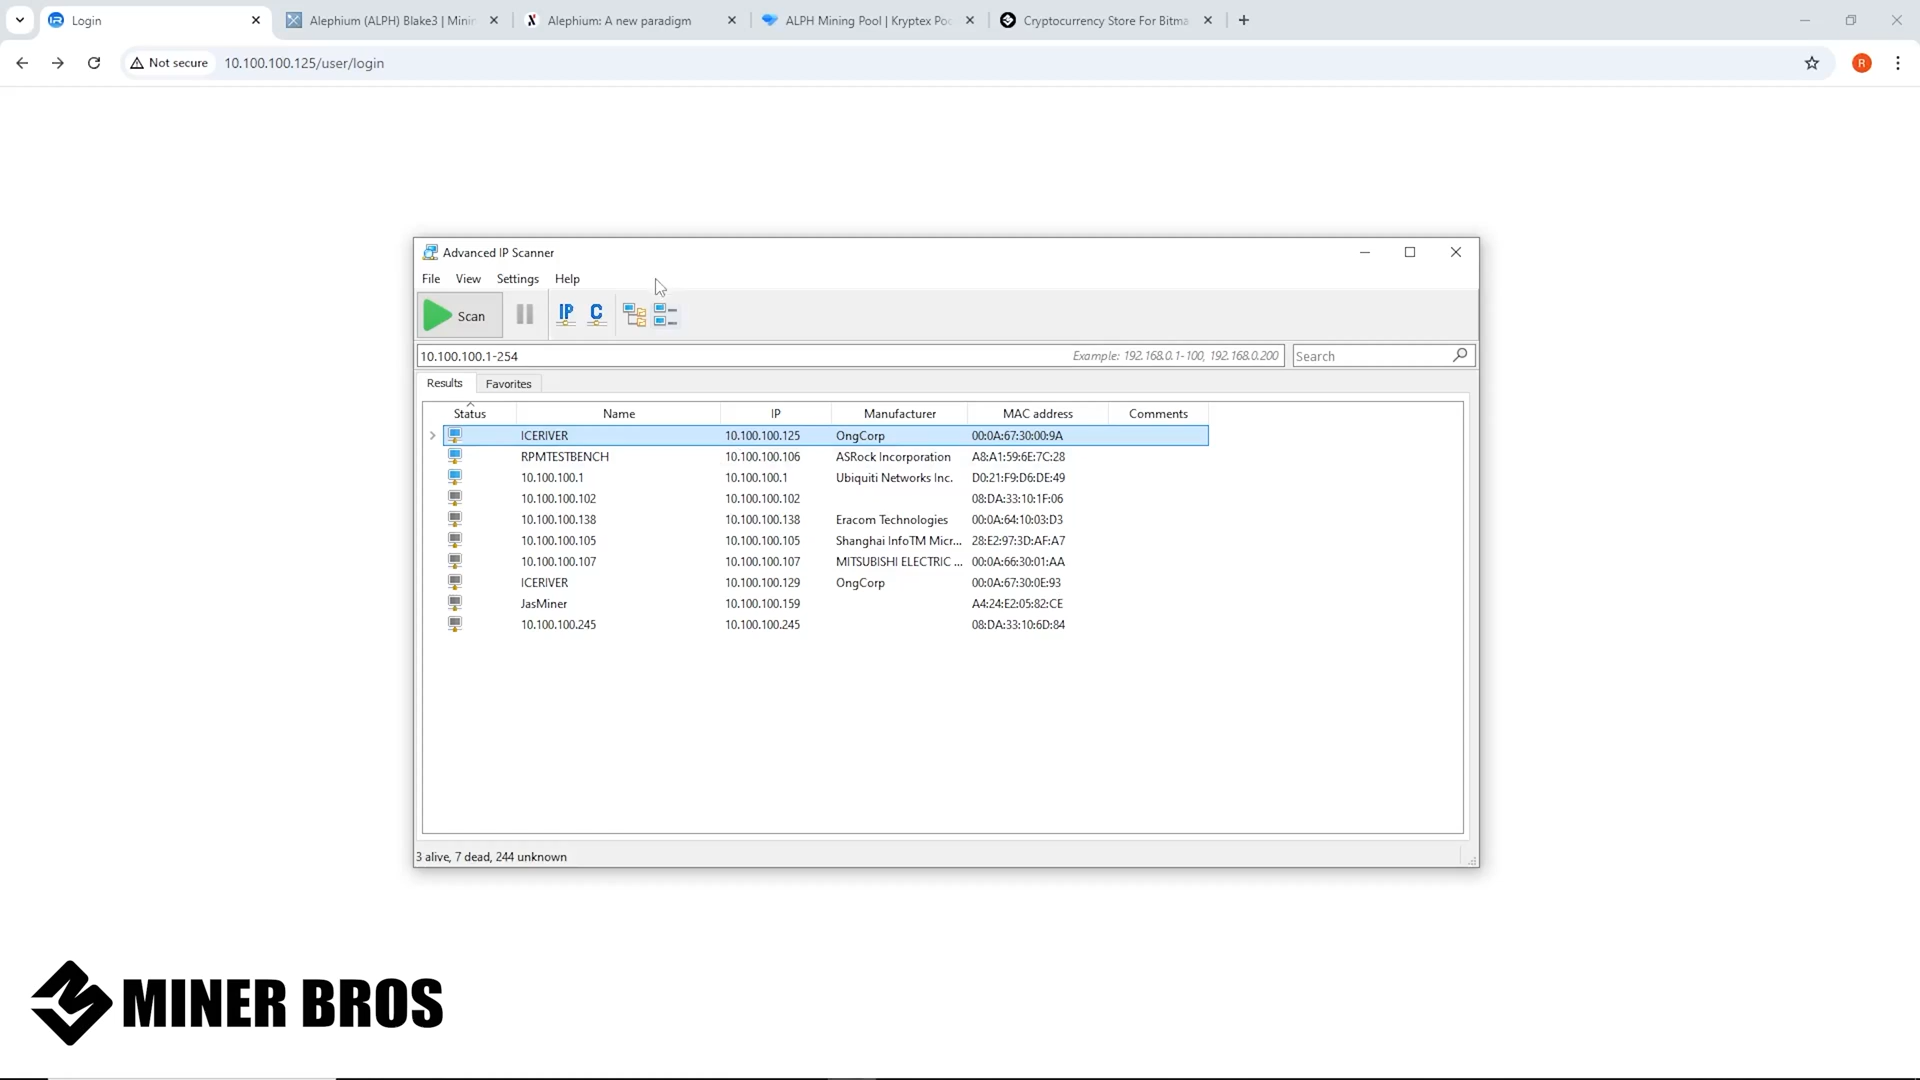 Login
Alephium (ALPH) Blake3 | Minin
Alephium: A new paradigm
ALPH Mining Pool | Kryptex Poo
Cryptocurrency Store For Bitma
Not secure
10.100.100.125/user/login
R
Advanced IP Scanner
File View Settings Help
Scan
IP
C
10.100.100.1-254
Example: 192.168.0.1-100, 192.168.0.200
Search
Results
Favorites
Status Name IP Manufacturer MAC address Comments
ICERIVER 10.100.100.125 OngCorp 00:0A:67:30:00:9A
RPMTESTBENCH 10.100.100.106 ASRock Incorporation A8:A1:59:6E:7C:28
10.100.100.1 10.100.100.1 Ubiquiti Networks Inc. D0:21:F9:D6:DE:49
10.100.100.102 10.100.100.102 08:DA:33:10:1F:06
10.100.100.138 10.100.100.138 Eracom Technologies 00:0A:64:10:03:D3
10.100.100.105 10.100.100.105 Shanghai InfoTM Micr... 28:E2:97:3D:AF:A7
10.100.100.107 10.100.100.107 MITSUBISHI ELECTRIC ... 00:0A:66:30:01:AA
ICERIVER 10.100.100.129 OngCorp 00:0A:67:30:0E:93
JasMiner 10.100.100.159 A4:24:E2:05:82:CE
10.100.100.245 10.100.100.245 08:DA:33:10:6D:84
3 alive, 7 dead, 244 unknown
MINER BROS